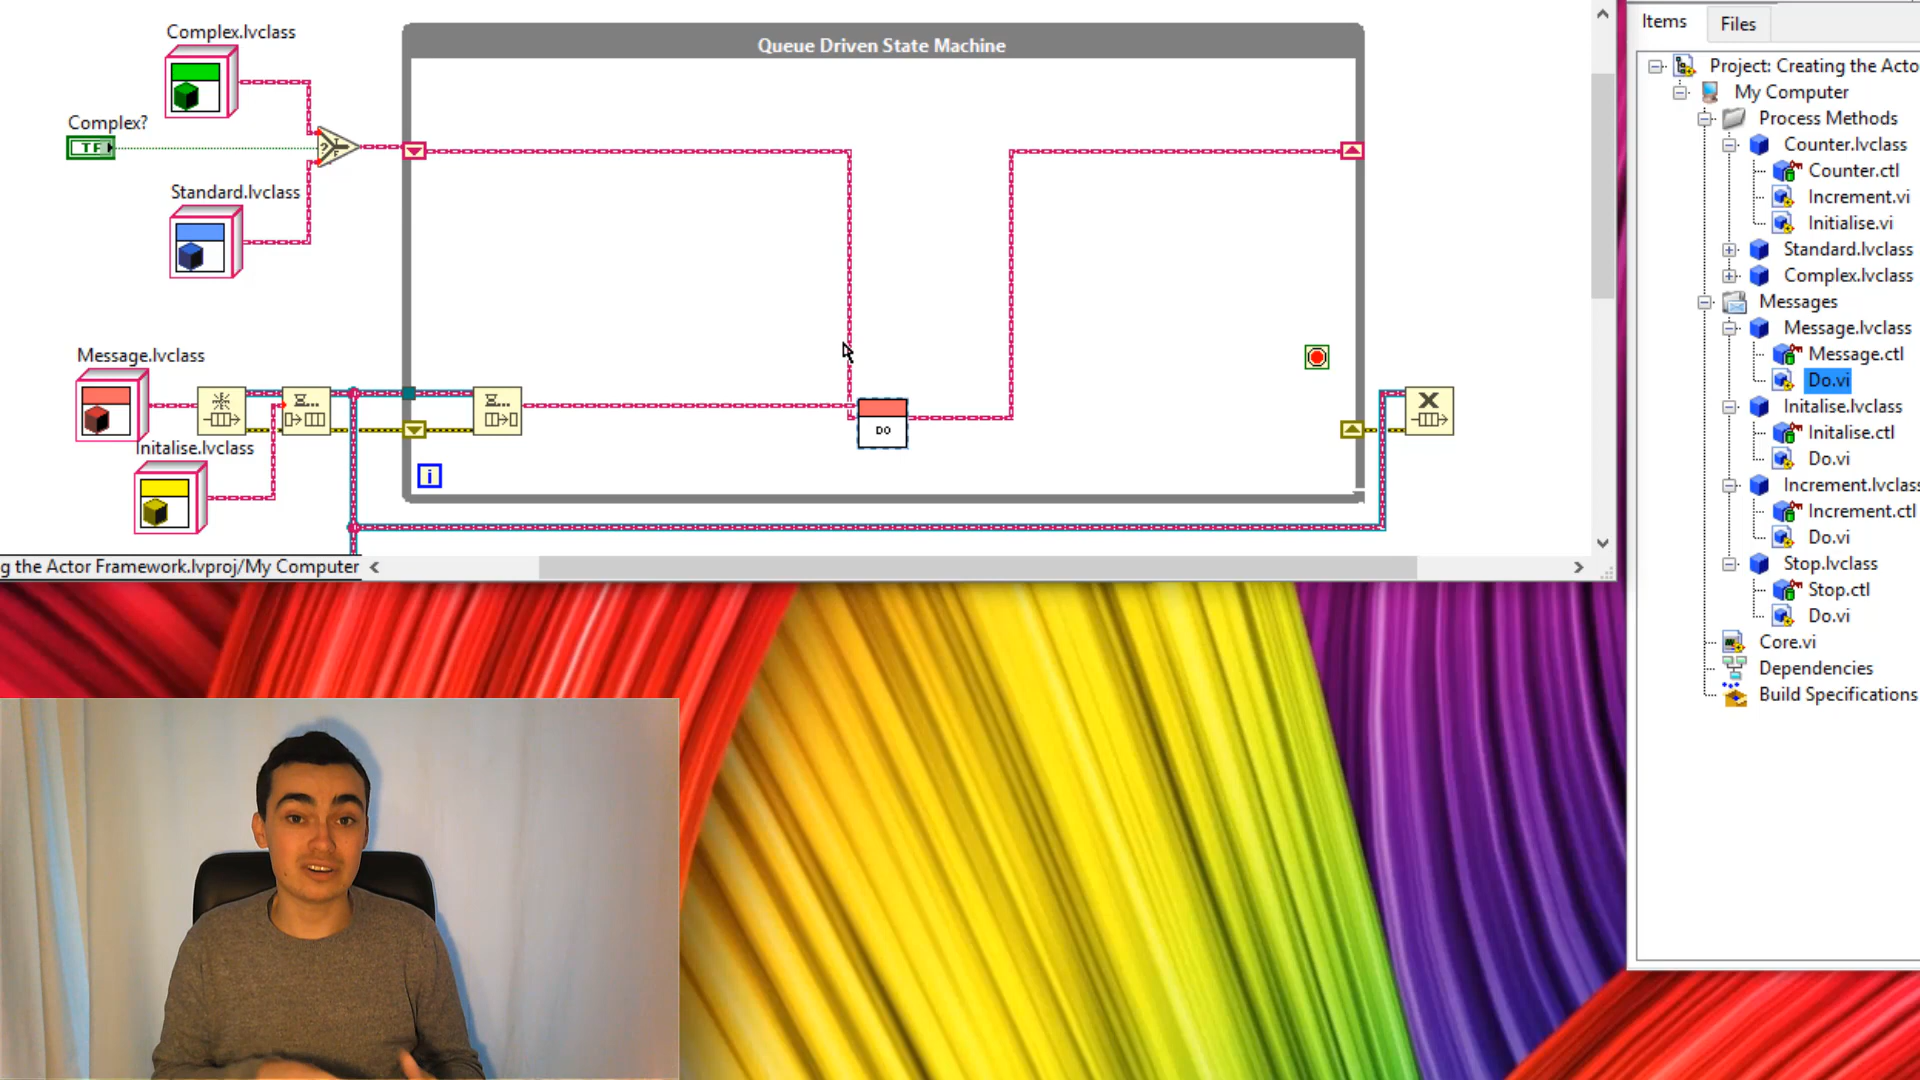 Complex.lvclass
Complex?
TF
Standard.lvclass
Queue Driven State Machine
Message.lvclass
Initalise.lvclass
DO
i
g the Actor Framework.lvproj/My Computer
Items
Files
Project: Creating the Acto
My Computer
Process Methods
Counter.lvclass
Counter.ctl
Increment.vi
Initialise.vi
Standard.lvclass
Complex.lvclass
Messages
Message.lvclass
Message.ctl
Do.vi
Initalise.lvclass
Initalise.ctl
Do.vi
Increment.lvclass
Increment.ctl
Do.vi
Stop.lvclass
Stop.ctl
Do.vi
Core.vi
Dependencies
Build Specifications